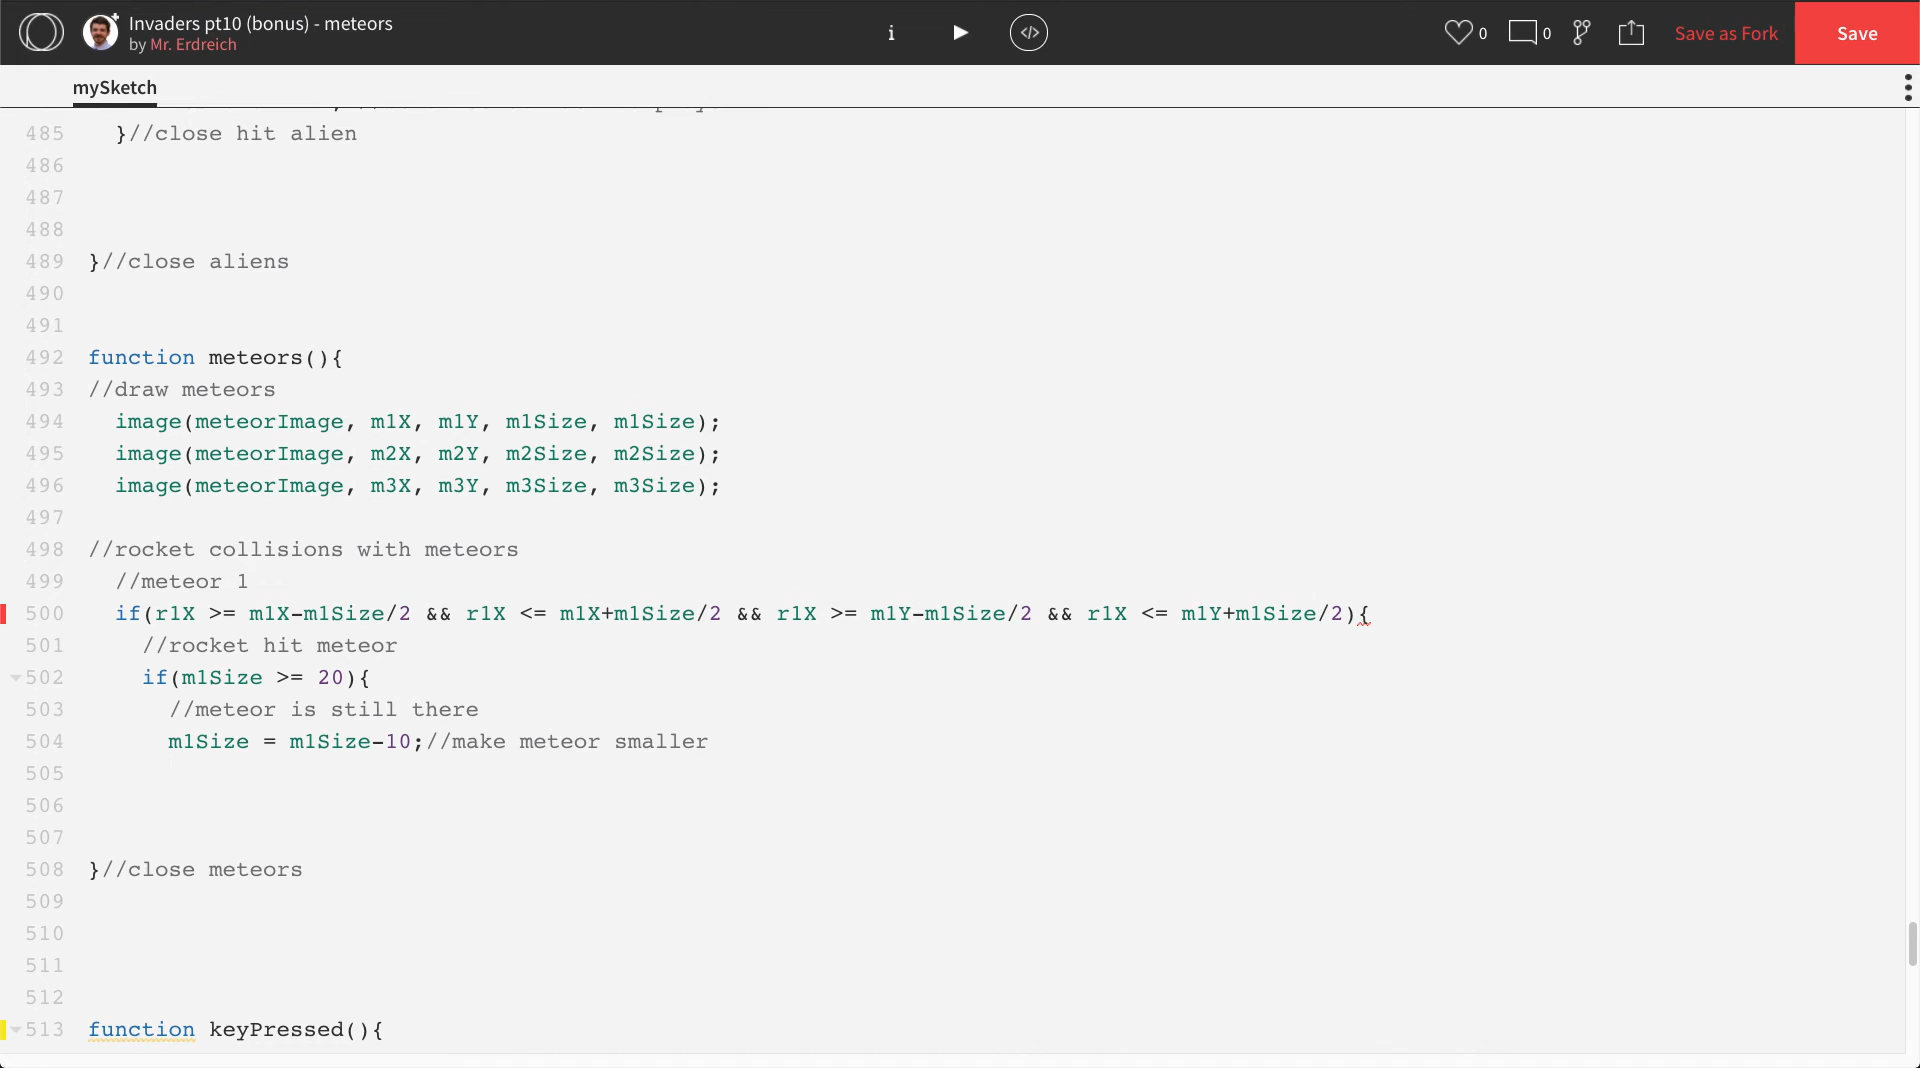 Invaders pt10 (bonus) - meteors
by Mr. Erdreich
i
</>
0
0
Save as Fork
Save
mySketch
485 }//close hit alien
486
487
488
489 }//close aliens
490
491
492 function meteors(){
493 //draw meteors
494 image(meteorImage, m1X, m1Y, m1Size, m1Size);
495 image(meteorImage, m2X, m2Y, m2Size, m2Size);
496 image(meteorImage, m3X, m3Y, m3Size, m3Size);
497
498 //rocket collisions with meteors
499 //meteor 1
500 if(r1X >= m1X-m1Size/2 && r1X <= m1X+m1Size/2 && r1X >= m1Y-m1Size/2 && r1X <= m1Y+m1Size/2){
501 //rocket hit meteor
502 if(m1Size >= 20){
503 //meteor is still there
504 m1Size = m1Size-10;//make meteor smaller
505
506
507
508 }//close meteors
509
510
511
512
513 function keyPressed(){